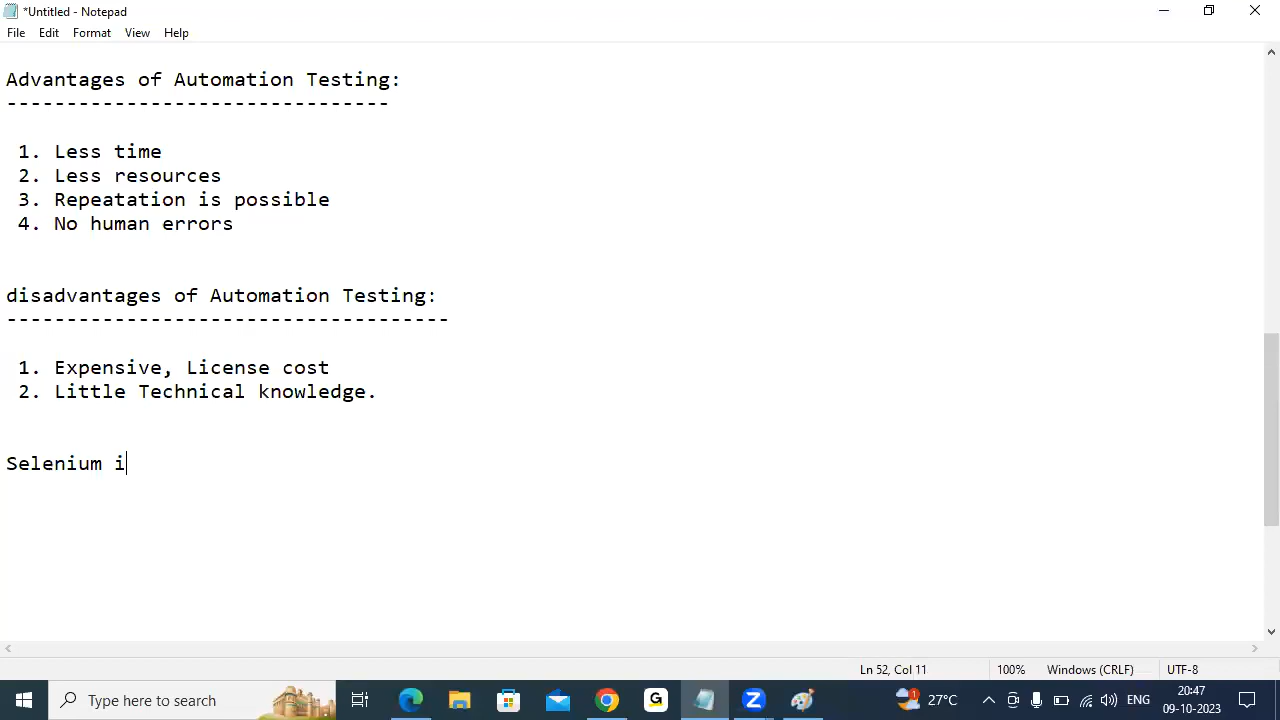 *Untitled - Notepad
File Edit Format View Help
Advantages of Automation Testing:
--------------------------------
1. Less time
2. Less resources
3. Repeatation is possible
4. No human errors
disadvantages of Automation Testing:
-------------------------------------
1. Expensive, License cost
2. Little Technical knowledge.
Selenium i
Ln 52, Col 11 100% Windows (CRLF) UTF-8
Type here to search
G
Z
1
27°C
ENG
20:47
09-10-2023